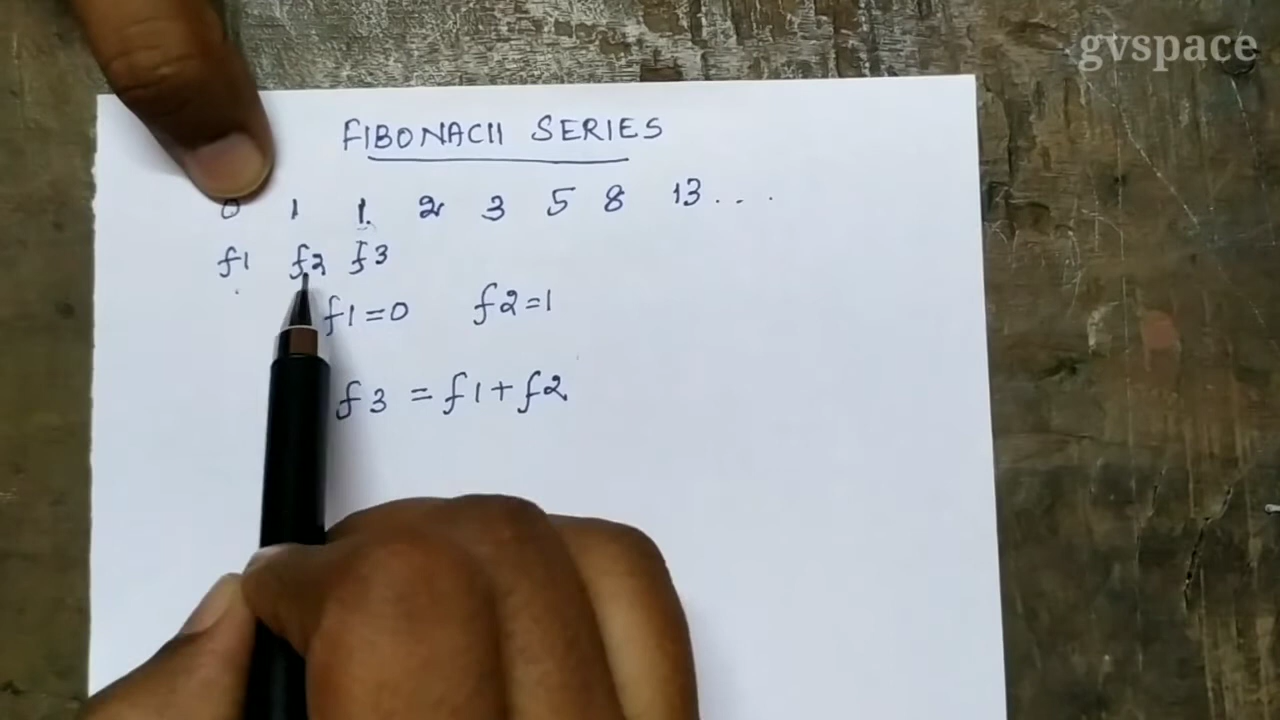 gvspace
FIBONACII SERIES
0 1 1 2 3 5 8 13...
f1 f2 f3
f1=0 f2=1
f3 = f1+f2